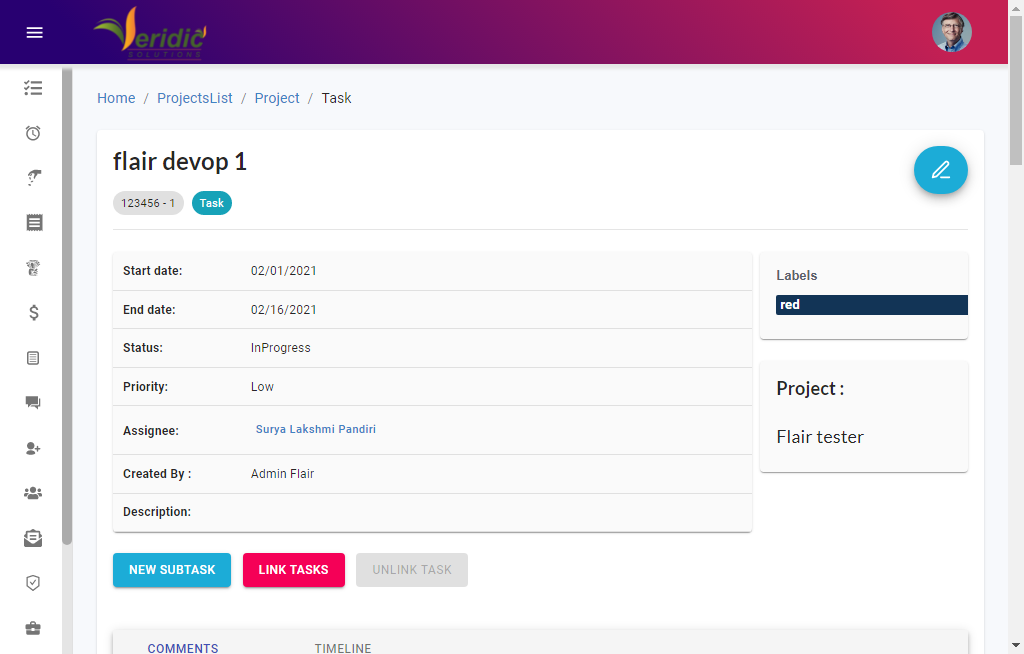 Veridic
SOLUTIONS
Home / ProjectsList / Project / Task
flair devop 1
123456 - 1 Task
Start date: 02/01/2021
End date: 02/16/2021
Status: InProgress
Priority: Low
Assignee: Surya Lakshmi Pandiri
Created By : Admin Flair
Description:
Labels
red
Project :
Flair tester
NEW SUBTASK LINK TASKS UNLINK TASK
COMMENTS TIMELINE